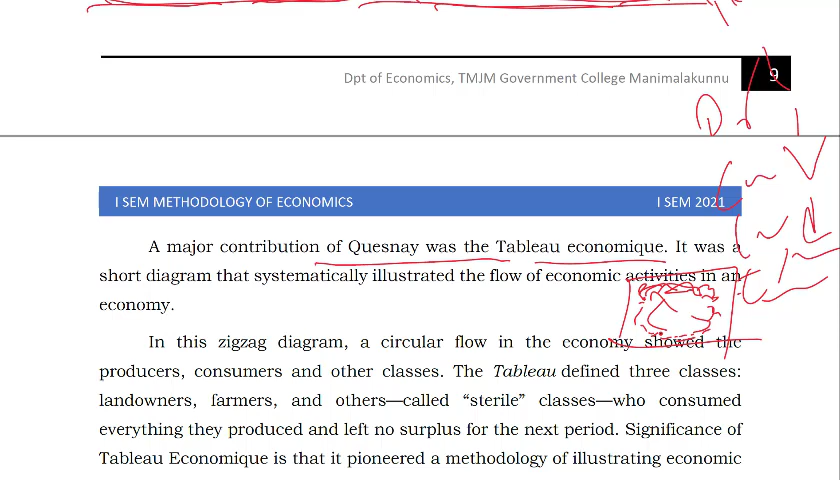 Dpt of Economics, TMJM Government College Manimalakunnu 9
I SEM METHODOLOGY OF ECONOMICS I SEM 2021
A major contribution of Quesnay was the Tableau economique. It was a
short diagram that systematically illustrated the flow of economic activities in an
economy.
In this zigzag diagram, a circular flow in the economy showed the
producers, consumers and other classes. The Tableau defined three classes:
landowners, farmers, and others—called “sterile” classes—who consumed
everything they produced and left no surplus for the next period. Significance of
Tableau Economique is that it pioneered a methodology of illustrating economic